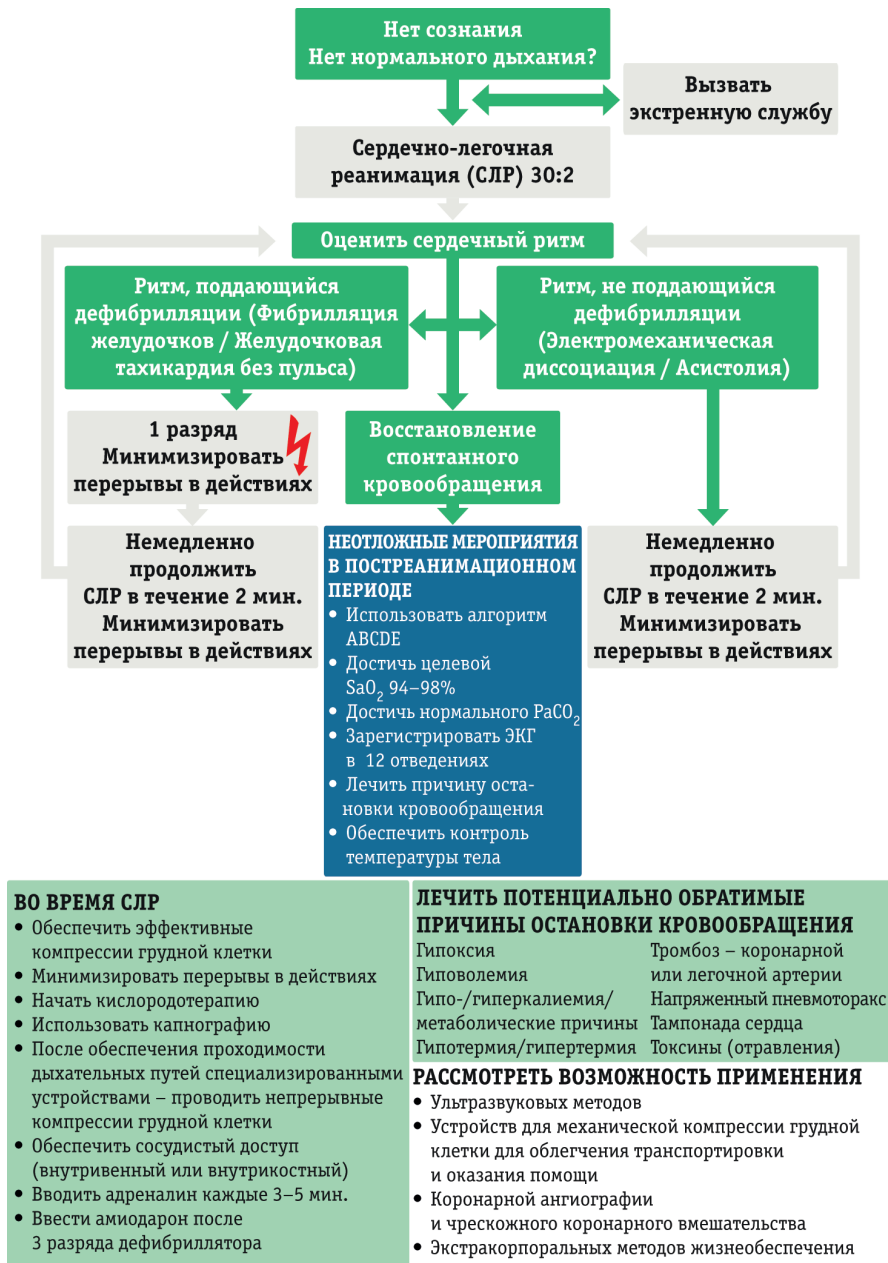 Нет сознания
Нет нормального дыхания?
Вызвать
экстренную службу
Сердечно-легочная
реанимация (СЛР) 30:2
Оценить сердечный ритм
Ритм, поддающийся
дефибрилляции (Фибрилляция
желудочков / Желудочковая
тахикардия без пульса)
Ритм, не поддающийся
дефибрилляции
(Электромеханическая
диссоциация / Асистолия)
1 разряд
Минимизировать
перерывы в действиях
Восстановление
спонтанного
кровообращения
Немедленно
продолжить
СЛР в течение 2 мин.
Минимизировать
перерывы в действиях
НЕОТЛОЖНЫЕ МЕРОПРИЯТИЯ
В ПОСТРЕАНИМАЦИОННОМ
ПЕРИОДЕ
• Использовать алгоритм
ABCDE
• Достичь целевой
SaO₂ 94–98%
• Достичь нормального PaCO₂
• Зарегистрировать ЭКГ
в 12 отведениях
• Лечить причину оста-
новки кровообращения
• Обеспечить контроль
температуры тела
Немедленно
продолжить
СЛР в течение 2 мин.
Минимизировать
перерывы в действиях
ВО ВРЕМЯ СЛР
• Обеспечить эффективные
компрессии грудной клетки
• Минимизировать перерывы в действиях
• Начать кислородотерапию
• Использовать капнографию
• После обеспечения проходимости
дыхательных путей специализированными
устройствами – проводить непрерывные
компрессии грудной клетки
• Обеспечить сосудистый доступ
(внутривенный или внутрикостный)
• Вводить адреналин каждые 3–5 мин.
• Ввести амиодарон после
3 разряда дефибриллятора
ЛЕЧИТЬ ПОТЕНЦИАЛЬНО ОБРАТИМЫЕ
ПРИЧИНЫ ОСТАНОВКИ КРОВООБРАЩЕНИЯ
Гипоксия
Гиповолемия
Гипо-/гиперкалиемия/
метаболические причины
Гипотермия/гипертермия
Тромбоз – коронарной
или легочной артерии
Напряженный пневмоторакс
Тампонада сердца
Токсины (отравления)
РАССМОТРЕТЬ ВОЗМОЖНОСТЬ ПРИМЕНЕНИЯ
• Ультразвуковых методов
• Устройств для механической компрессии грудной
клетки для облегчения транспортировки
и оказания помощи
• Коронарной ангиографии
и чрескожного коронарного вмешательства
• Экстракорпоральных методов жизнеобеспечения